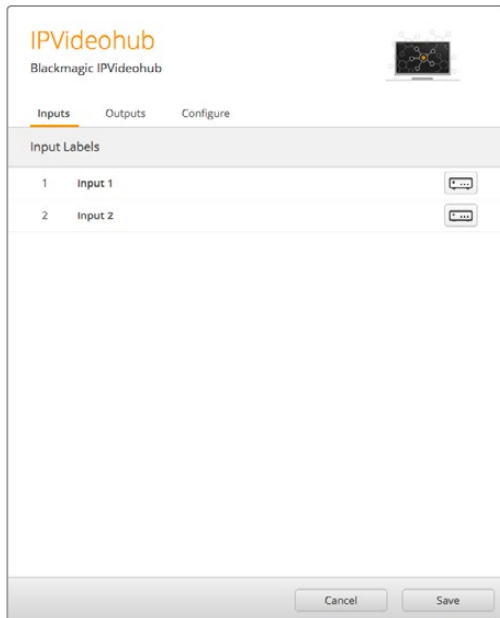 IPVideohub
Blackmagic IPVideohub
Inputs Outputs Configure
Input Labels
1 Input 1
2 Input 2
Cancel Save